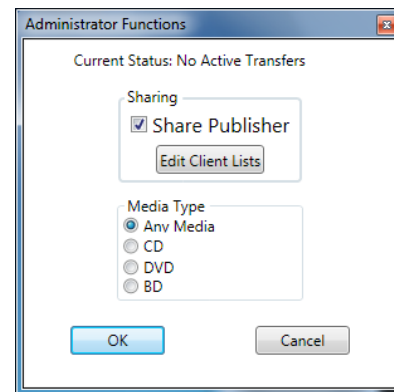 Administrator Functions
Current Status: No Active Transfers
Sharing
Share Publisher
Edit Client Lists
Media Type
Any Media
CD
DVD
BD
OK
Cancel